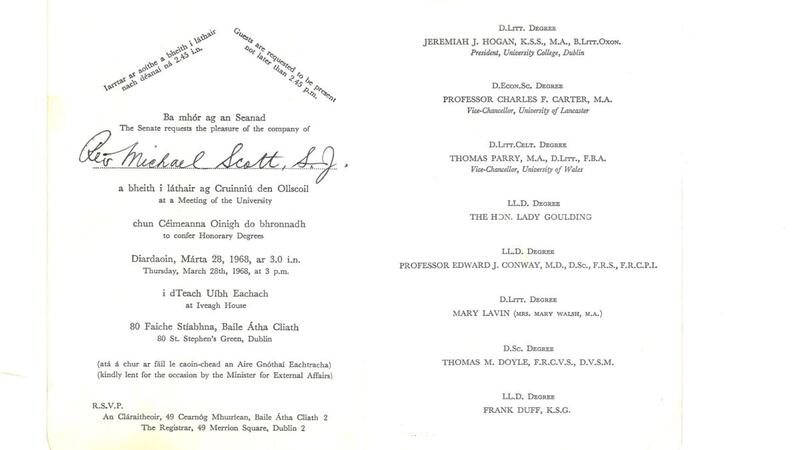 Iarrtar ar aoithe a bheith i láthair
nach déanaí ná 2.45 i.n.
Guests are requested to be present
not later than 2.45 p.m.
Ba mhór ag an Seanad
The Senate requests the pleasure of the company of
Rev Michael Scott, S.J.
a bheith i láthair ag Cruinniú den Ollscoil
at a Meeting of the University
chun Céimeanna Oinigh do bhronnadh
to confer Honorary Degrees
Diardaoin, Márta 28, 1968, ar 3.0 i.n.
Thursday, March 28th, 1968, at 3 p.m.
i dTeach Uíbh Eachach
at Iveagh House
80 Faiche Stíabhna, Baile Átha Cliath
80 St. Stephen's Green, Dublin
(atá á chur ar fáil le caoin-chead an Aire Gnóthaí Eachtracha)
(kindly lent for the occasion by the Minister for External Affairs)
R.S.V.P.
An Cláraitheoir, 49 Cearnóg Mhuirfean, Baile Átha Cliath 2
The Registrar, 49 Merrion Square, Dublin 2
D.Litt. Degree
JEREMIAH J. HOGAN, K.S.S., M.A., B.Litt.Oxon.
President, University College, Dublin
D.Econ.Sc. Degree
PROFESSOR CHARLES F. CARTER, M.A.
Vice-Chancellor, University of Lancaster
D.Litt.Celt. Degree
THOMAS PARRY, M.A., D.Litt., F.B.A.
Vice-Chancellor, University of Wales
LL.D. Degree
THE HON. LADY GOULDING
LL.D. Degree
PROFESSOR EDWARD J. CONWAY, M.D., D.Sc., F.R.S., F.R.C.P.I.
D.Litt. Degree
MARY LAVIN (MRS. MARY WALSH, M.A.)
D.Sc. Degree
THOMAS M. DOYLE, F.R.C.V.S., D.V.S.M.
LL.D. Degree
FRANK DUFF, K.S.G.